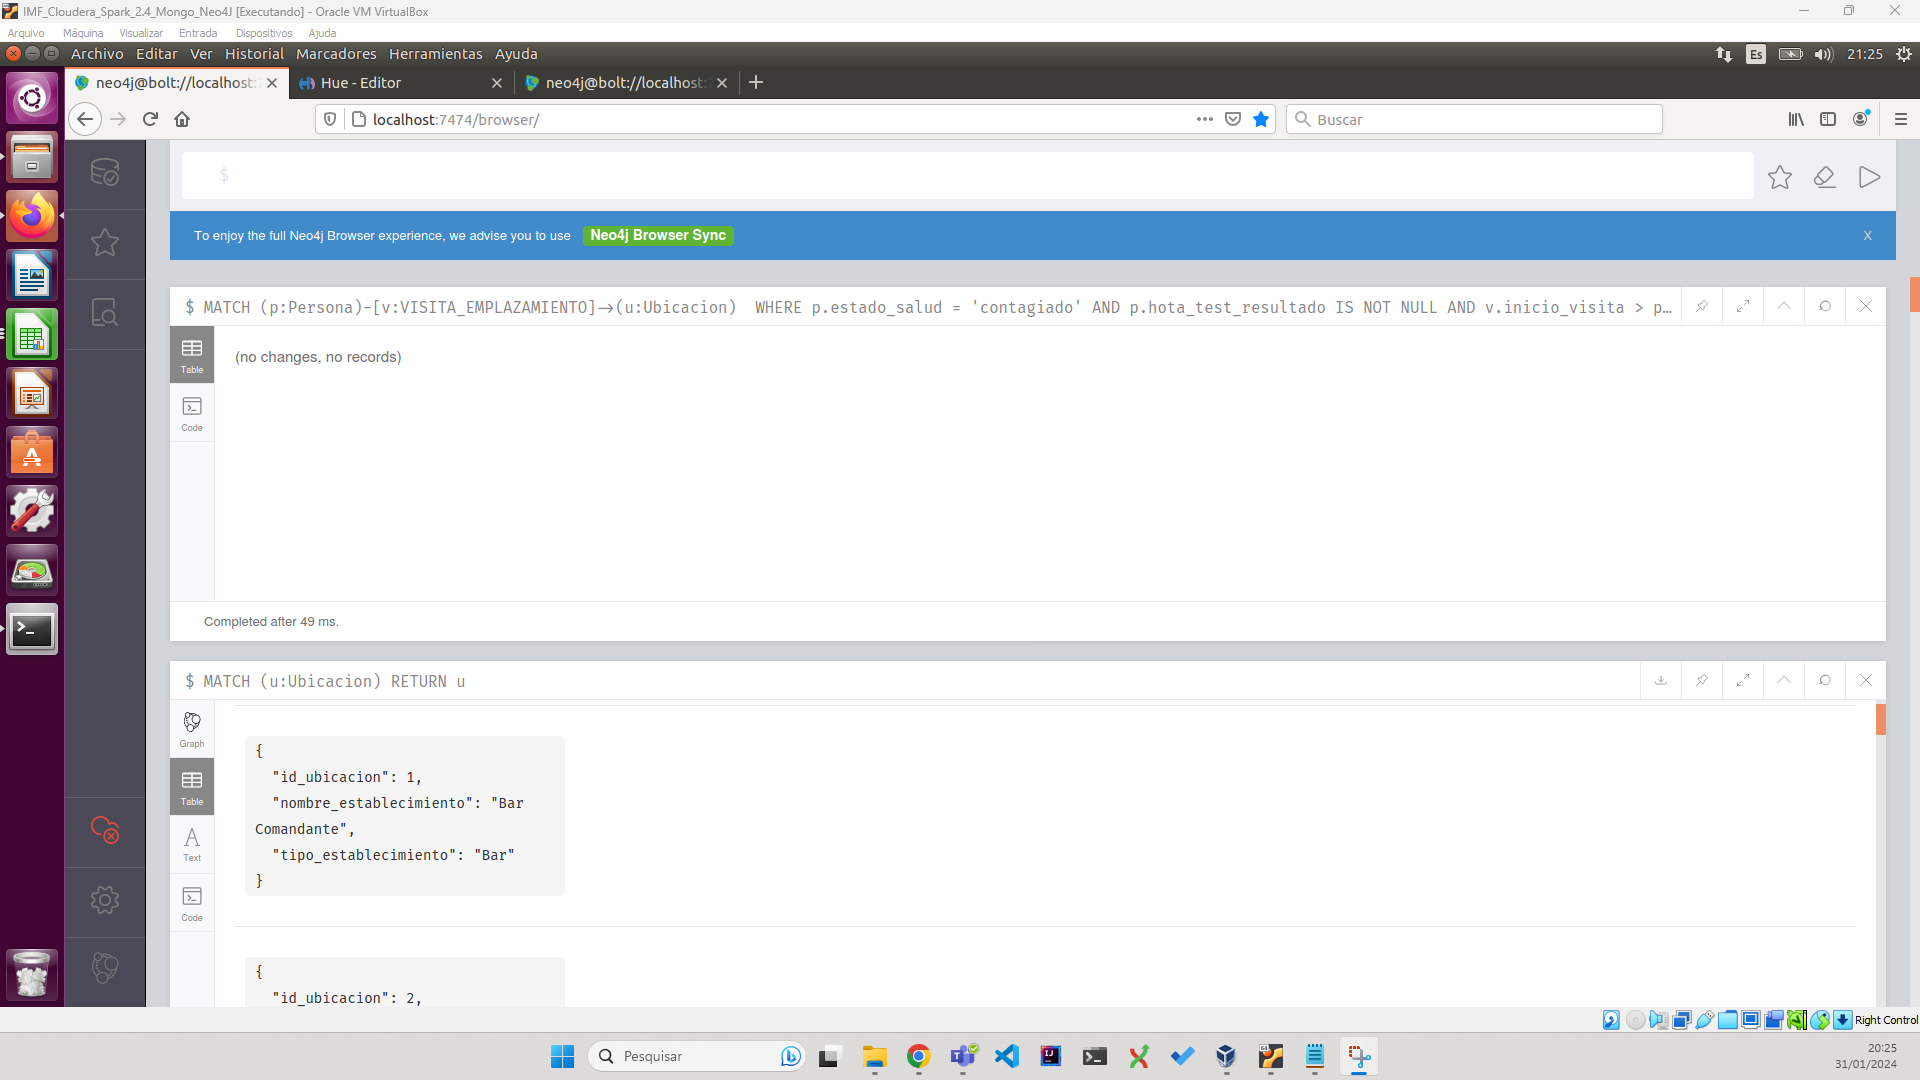 IMF_Cloudera_Spark_2.4_Mongo_Neo4J [Executando] - Oracle VM VirtualBox
Arquivo Máquina Visualizar Entrada Dispositivos Ajuda
Archivo Editar Ver Historial Marcadores Herramientas Ayuda
Es 21:25
neo4j@bolt://localhost: Hue - Editor neo4j@bolt://localhost:
localhost:7474/browser/
Buscar
$
To enjoy the full Neo4j Browser experience, we advise you to use Neo4j Browser Sync x
$ MATCH (p:Persona)-[v:VISITA_EMPLAZAMIENTO]->(u:Ubicacion) WHERE p.estado_salud = 'contagiado' AND p.hota_test_resultado IS NOT NULL AND v.inicio_visita > p…
Table
(no changes, no records)
Code
Completed after 49 ms.
$ MATCH (u:Ubicacion) RETURN u
Graph
Table
Text
Code
{
"id_ubicacion": 1,
"nombre_establecimiento": "Bar
Comandante",
"tipo_establecimiento": "Bar"
}
{
"id_ubicacion": 2,
Right Control
Pesquisar
20:25
31/01/2024